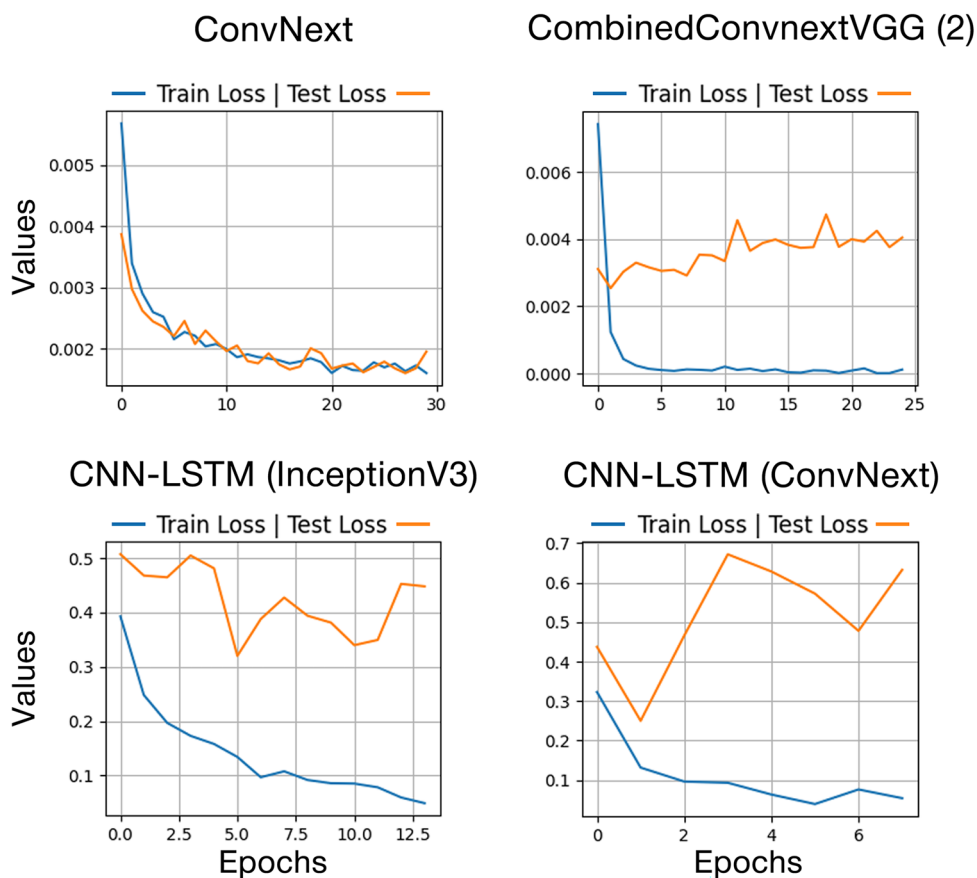 ConvNext
Train Loss | Test Loss
0.005
0.004
0.003
0.002
0 10 20 30
Values
CombinedConvnextVGG (2)
Train Loss | Test Loss
0.006
0.004
0.002
0.000
0 5 10 15 20 25
CNN-LSTM (InceptionV3)
Train Loss | Test Loss
0.5
0.4
0.3
0.2
0.1
0.0 2.5 5.0 7.5 10.0 12.5
Values
Epochs
CNN-LSTM (ConvNext)
Train Loss | Test Loss
0.7
0.6
0.5
0.4
0.3
0.2
0.1
0 2 4 6
Epochs